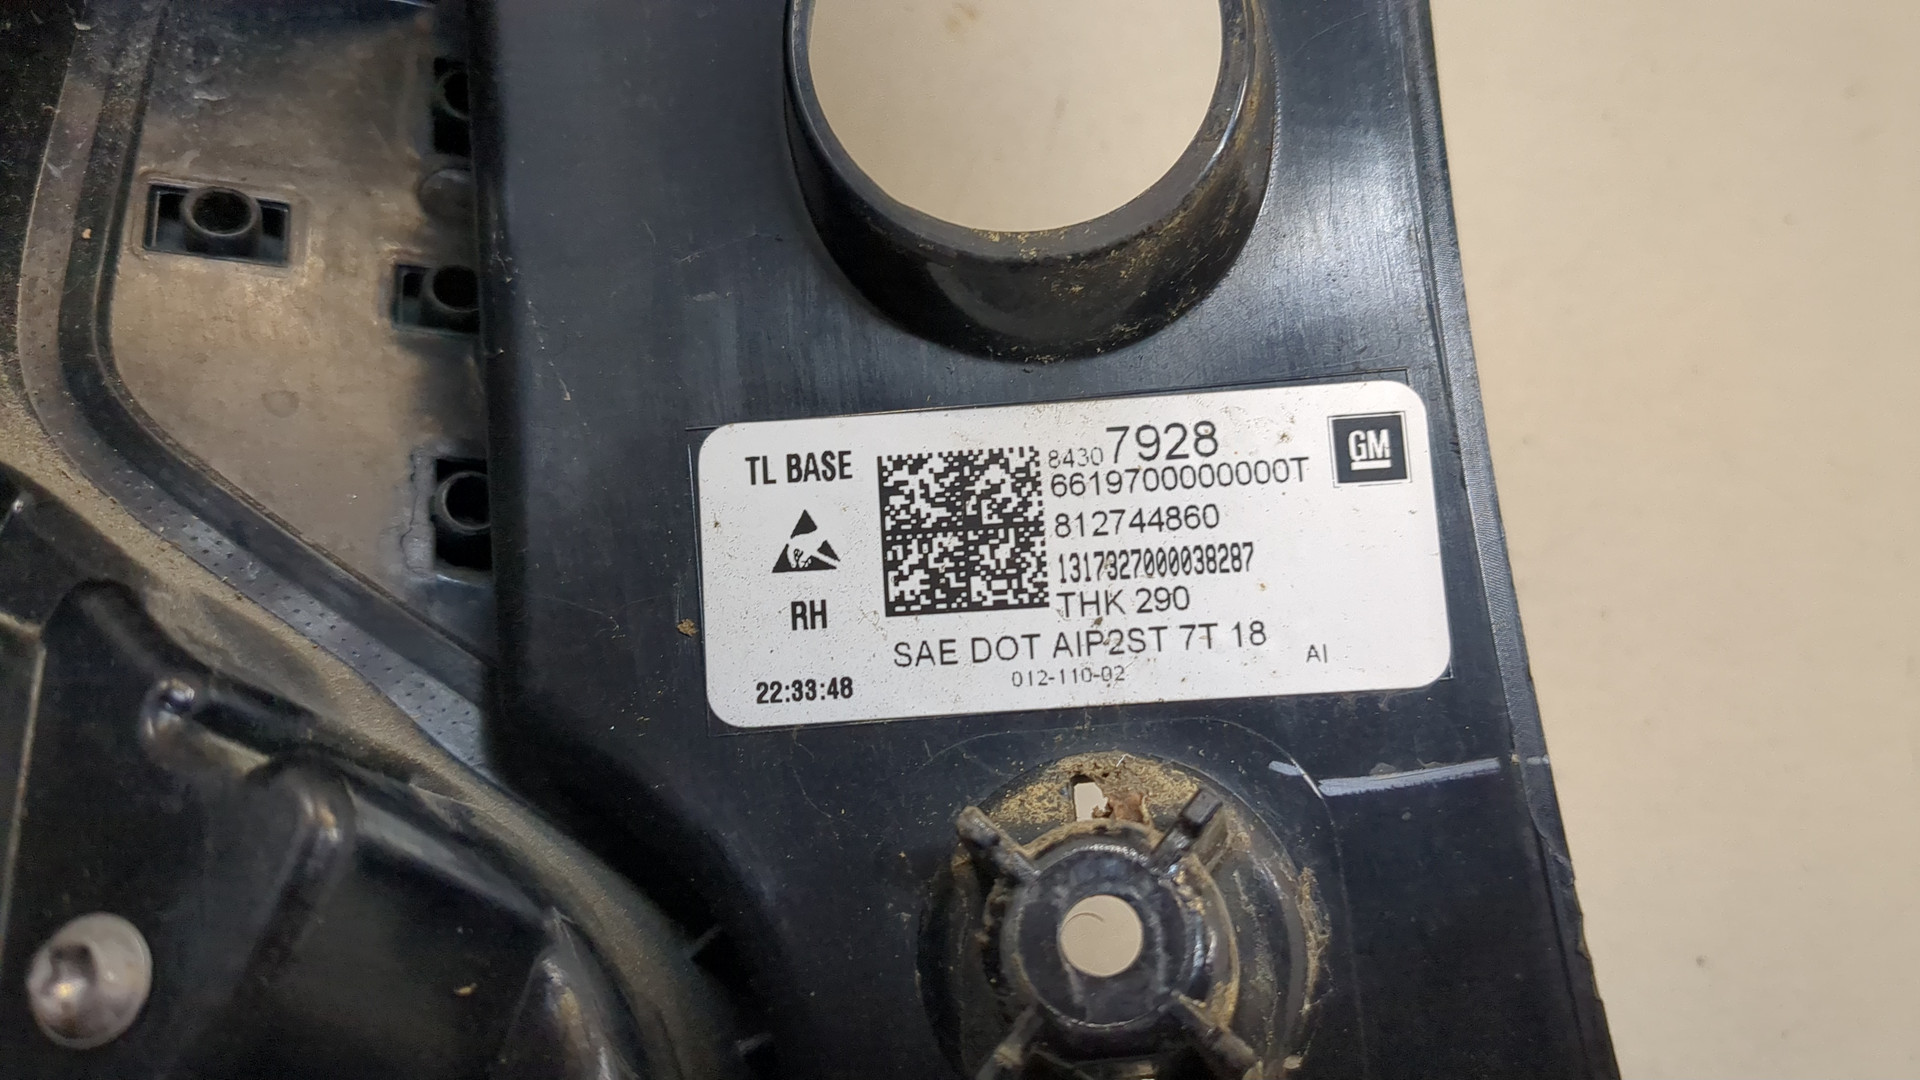 TL BASE
84307928
6619700000000T
812744860
1317327000038287
THK 290
RH
SAE DOT AIP2ST 7T 18
AI
012-110-02
22:33:48
GM